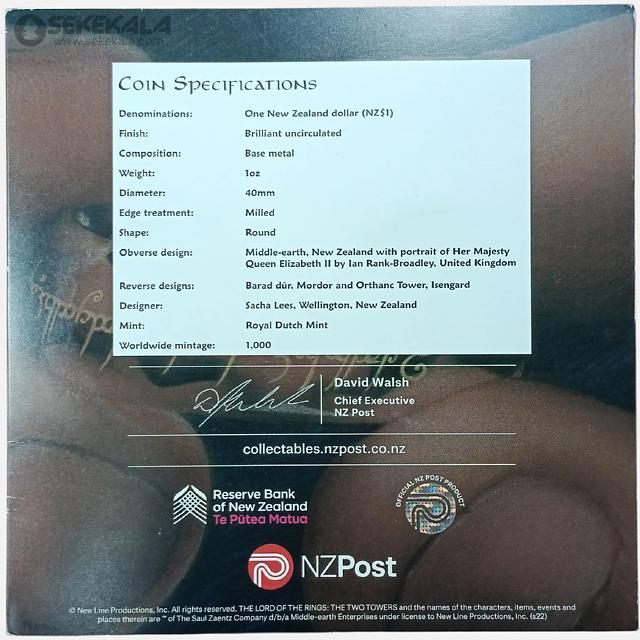 SEKEKALA
www.sekekala.com
Coin Specifications
Denominations: One New Zealand dollar (NZ$1)
Finish: Brilliant uncirculated
Composition: Base metal
Weight: 1oz
Diameter: 40mm
Edge treatment: Milled
Shape: Round
Obverse design: Middle-earth, New Zealand with portrait of Her Majesty
Queen Elizabeth II by Ian Rank-Broadley, United Kingdom
Reverse designs: Barad dûr, Mordor and Orthanc Tower, Isengard
Designer: Sacha Lees, Wellington, New Zealand
Mint: Royal Dutch Mint
Worldwide mintage: 1,000
David Walsh
Chief Executive
NZ Post
collectables.nzpost.co.nz
Reserve Bank
of New Zealand
Te Pūtea Matua
OFFICIAL NZ POST PRODUCT
NZPost
© New Line Productions, Inc. All rights reserved. THE LORD OF THE RINGS: THE TWO TOWERS and the names of the characters, items, events and
places therein are ™ of The Saul Zaentz Company d/b/a Middle-earth Enterprises under license to New Line Productions, Inc. (s22)